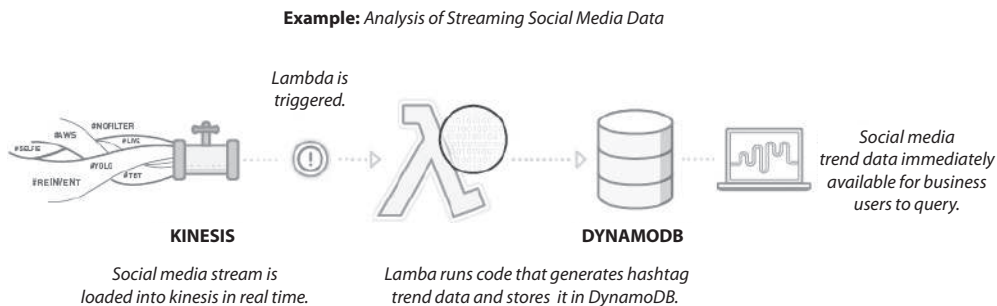 Example: Analysis of Streaming Social Media Data
Lambda is
triggered.
#NOFILTER
#AWS
#LIVE
#SELFIE
#YOLO
#TBT
#REINVENT
Social media
trend data immediately
available for business
users to query.
KINESIS
DYNAMODB
Social media stream is
loaded into kinesis in real time.
Lamba runs code that generates hashtag
trend data and stores it in DynamoDB.